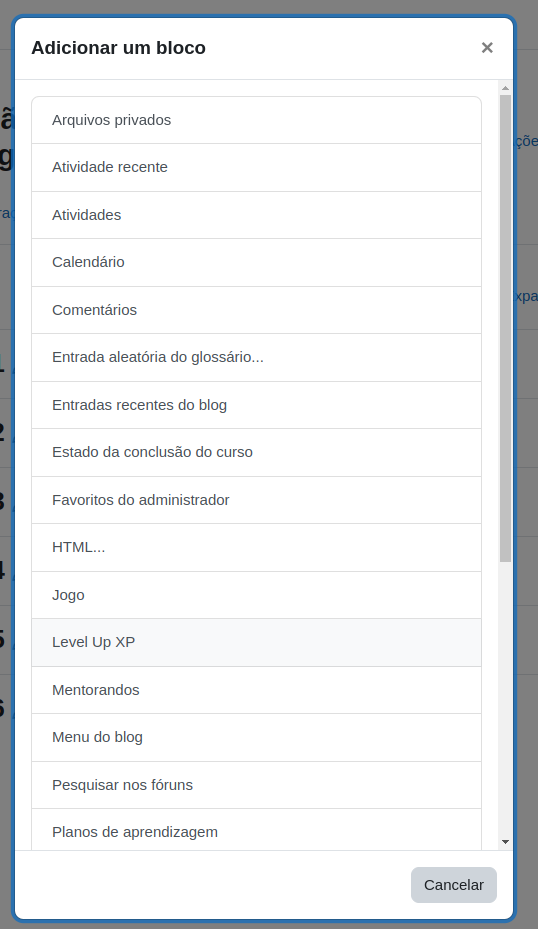 Adicionar um bloco
×
Arquivos privados
Atividade recente
Atividades
Calendário
Comentários
Entrada aleatória do glossário...
Entradas recentes do blog
Estado da conclusão do curso
Favoritos do administrador
HTML...
Jogo
Level Up XP
Mentorandos
Menu do blog
Pesquisar nos fóruns
Planos de aprendizagem
Cancelar